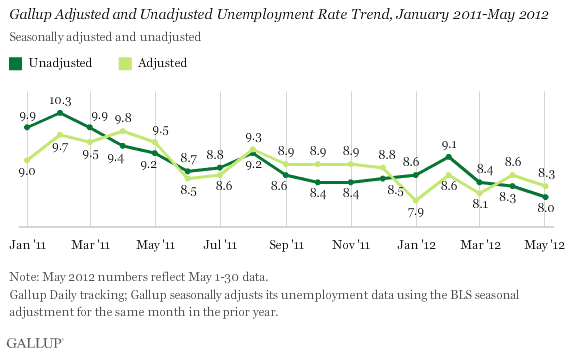 Gallup Adjusted and Unadjusted Unemployment Rate Trend, January 2011-May 2012
Seasonally adjusted and unadjusted
Unadjusted Adjusted
9.9 10.3 9.9 9.4 9.2 8.7 8.8 9.2 8.6 8.4 8.4 8.5 8.6 9.1 8.4 8.3 8.0
9.0 9.7 9.5 9.8 9.5 8.5 8.6 9.3 8.9 8.9 8.9 8.8 7.9 8.6 8.1 8.6 8.3
Jan '11 Mar '11 May '11 Jul '11 Sep '11 Nov '11 Jan '12 Mar '12 May '12
Note: May 2012 numbers reflect May 1-30 data.
Gallup Daily tracking; Gallup seasonally adjusts its unemployment data using the BLS seasonal
adjustment for the same month in the prior year.
GALLUP